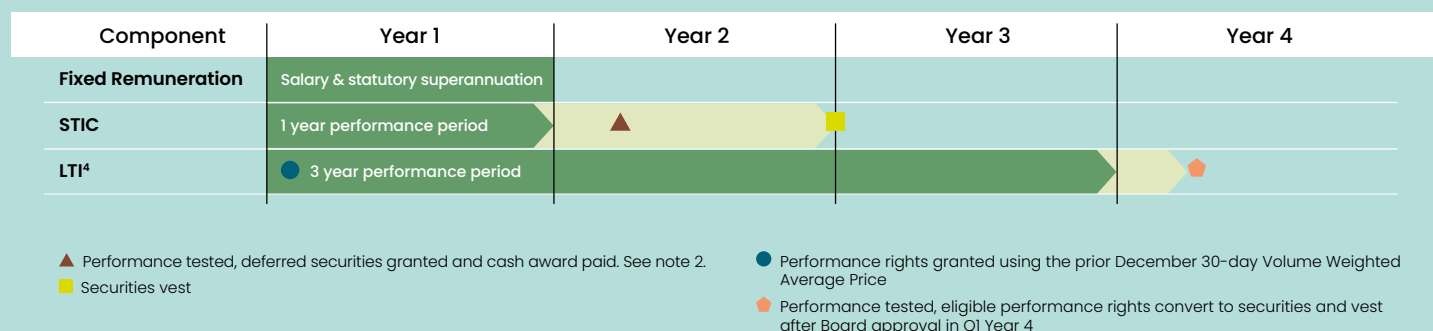 Component Year 1 Year 2 Year 3 Year 4
Fixed Remuneration Salary & statutory superannuation
STIC 1 year performance period
LTI⁴ 3 year performance period
Performance tested, deferred securities granted and cash award paid. See note 2.
Securities vest
Performance rights granted using the prior December 30-day Volume Weighted
Average Price
Performance tested, eligible performance rights convert to securities and vest
after Board approval in Q1 Year 4